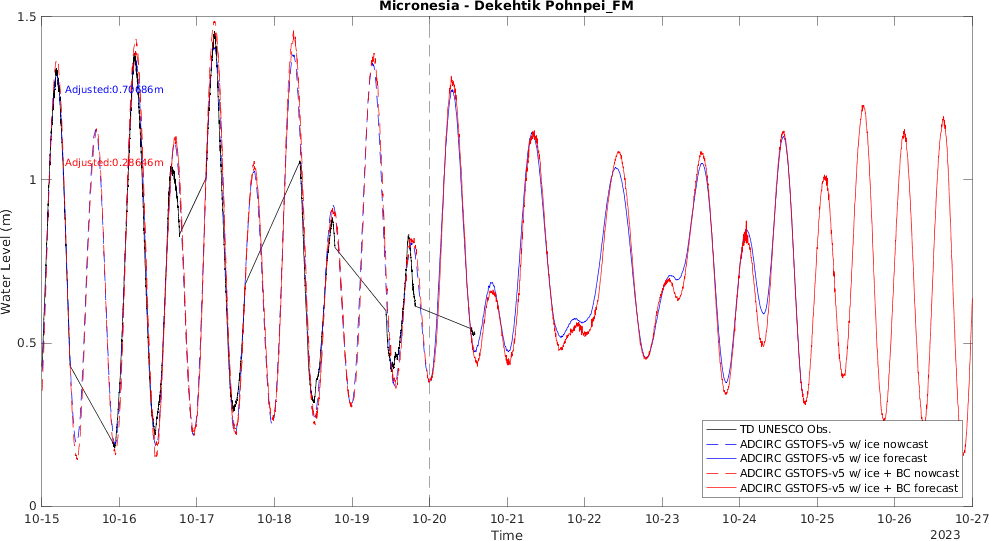 Micronesia - Dekehtik Pohnpei_FM
1.5
1
0.5
0
Water Level (m)
Adjusted:0.70686m
Adjusted:0.28646m
TD UNESCO Obs.
ADCIRC GSTOFS-v5 w/ ice nowcast
ADCIRC GSTOFS-v5 w/ ice forecast
ADCIRC GSTOFS-v5 w/ ice + BC nowcast
ADCIRC GSTOFS-v5 w/ ice + BC forecast
10-15 10-16 10-17 10-18 10-19 10-20 10-21 10-22 10-23 10-24 10-25 10-26 10-27
Time
2023